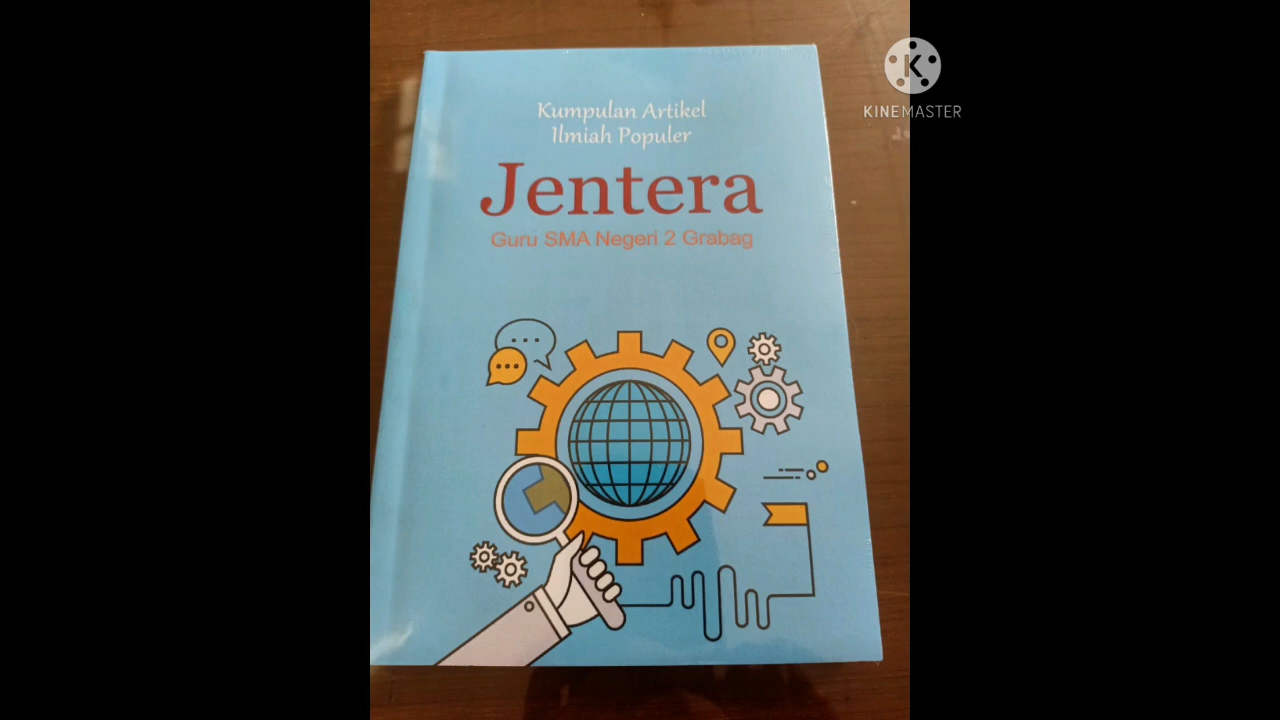 Kumpulan Artikel
Ilmiah Populer
Jentera
Guru SMA Negeri 2 Grabag
K
KINEMASTER